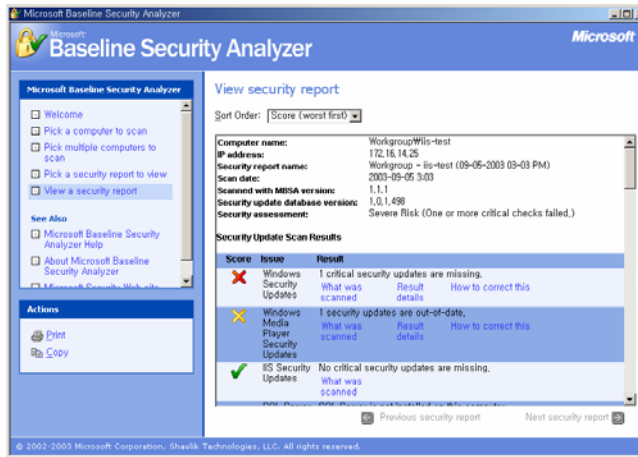 Microsoft Baseline Security Analyzer
Microsoft
Baseline Security Analyzer
Microsoft
Microsoft Baseline Security Analyzer
Welcome
Pick a computer to scan
Pick multiple computers to
scan
Pick a security report to view
View a security report
See Also
Microsoft Baseline Security
Analyzer Help
About Microsoft Baseline
Security Analyzer
Microsoft Security Web site
Actions
Print
Copy
View security report
Sort Order: Score (worst first)
Computer name: Workgroup₩iis-test
IP address: 172,16,14,25
Security report name: Workgroup - iis-test (09-05-2003 03-03 PM)
Scan date: 2003-09-05 3:03
Scanned with MBSA version: 1,1,1
Security update database version: 1,0,1,498
Security assessment: Severe Risk (One or more critical checks failed,)
Security Update Scan Results
Score Issue Result
Windows Security Updates
1 critical security updates are missing,
What was scanned
Result details
How to correct this
Windows Media Player Security Updates
1 security updates are out-of-date,
What was scanned
Result details
How to correct this
IIS Security Updates
No critical security updates are missing,
What was scanned
Previous security report
Next security report
© 2002-2003 Microsoft Corporation, Shavlik Technologies, LLC. All rights reserved.